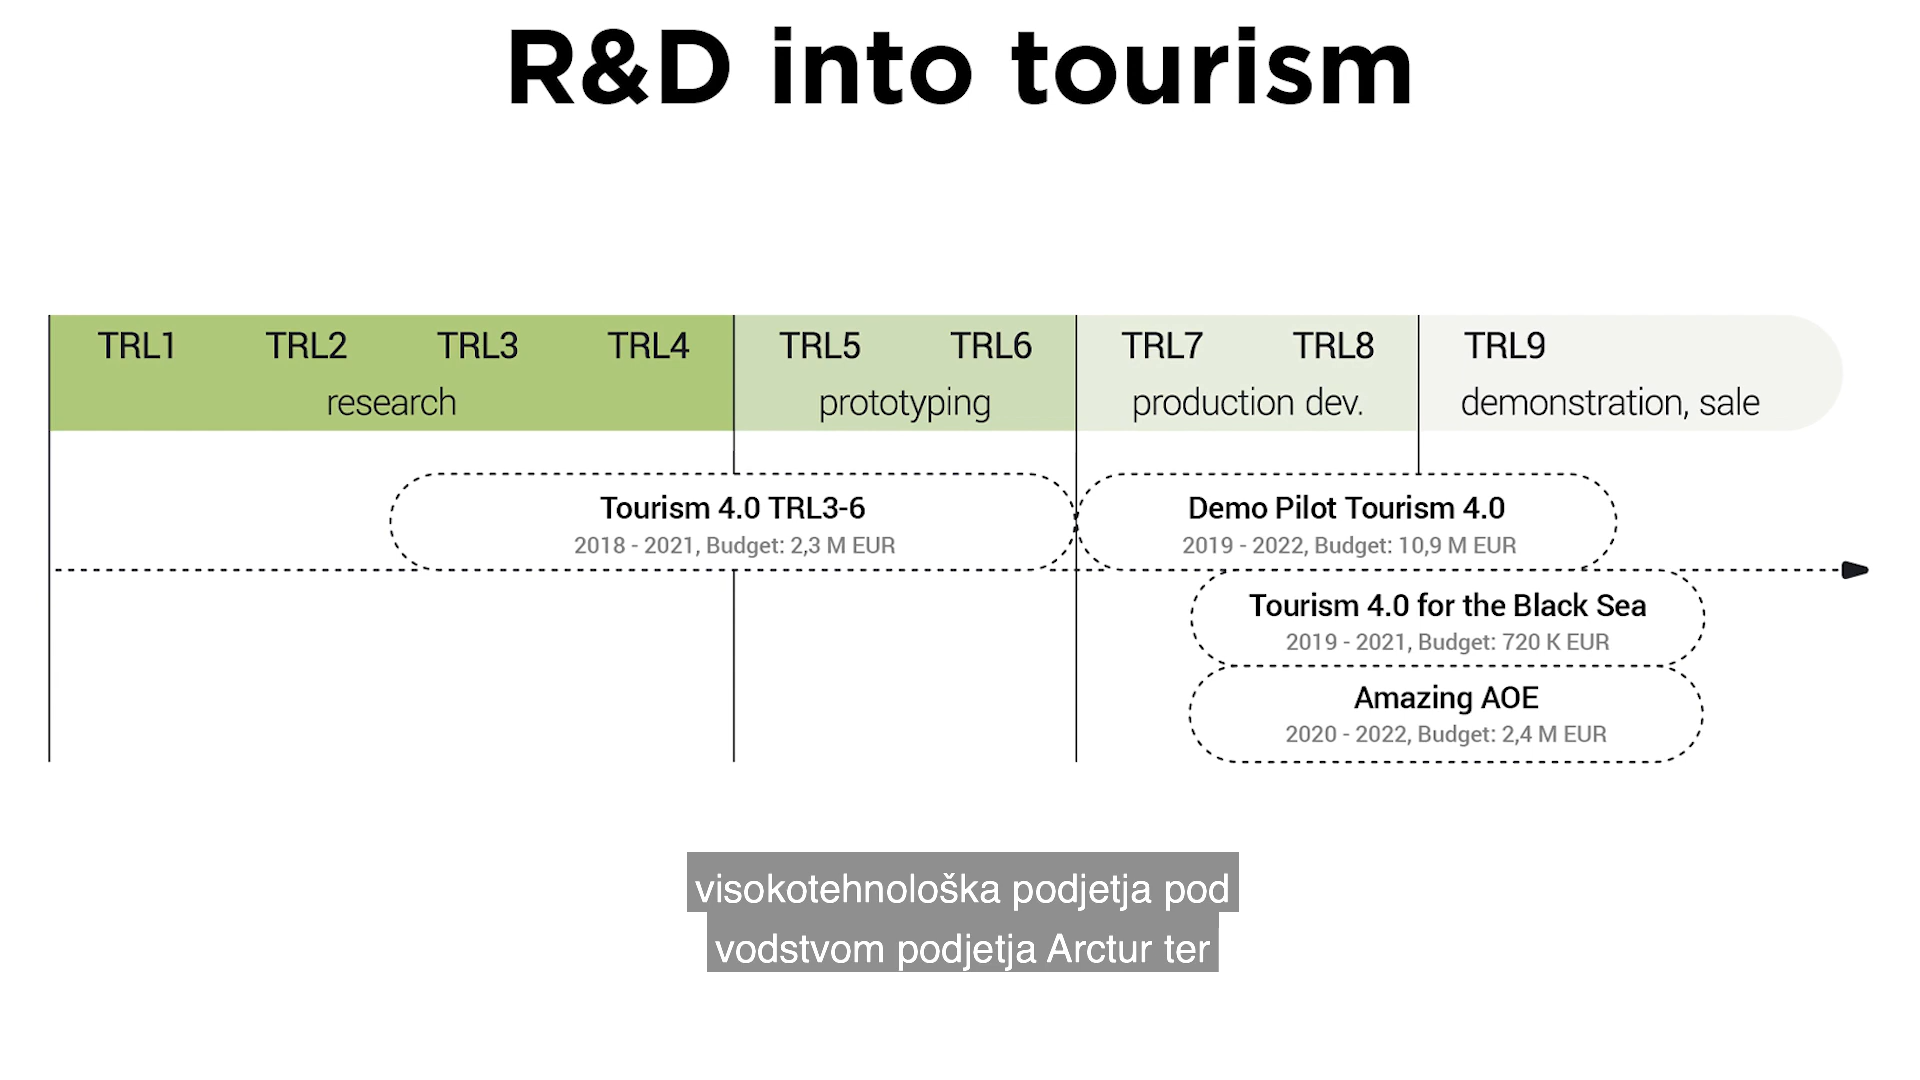 R&D into tourism
TRL1 TRL2 TRL3 TRL4 TRL5 TRL6 TRL7 TRL8 TRL9
research prototyping production dev. demonstration, sale
Tourism 4.0 TRL3-6
2018 - 2021, Budget: 2,3 M EUR
Demo Pilot Tourism 4.0
2019 - 2022, Budget: 10,9 M EUR
Tourism 4.0 for the Black Sea
2019 - 2021, Budget: 720 K EUR
Amazing AOE
2020 - 2022, Budget: 2,4 M EUR
visokotehnološka podjetja pod
vodstvom podjetja Arctur ter